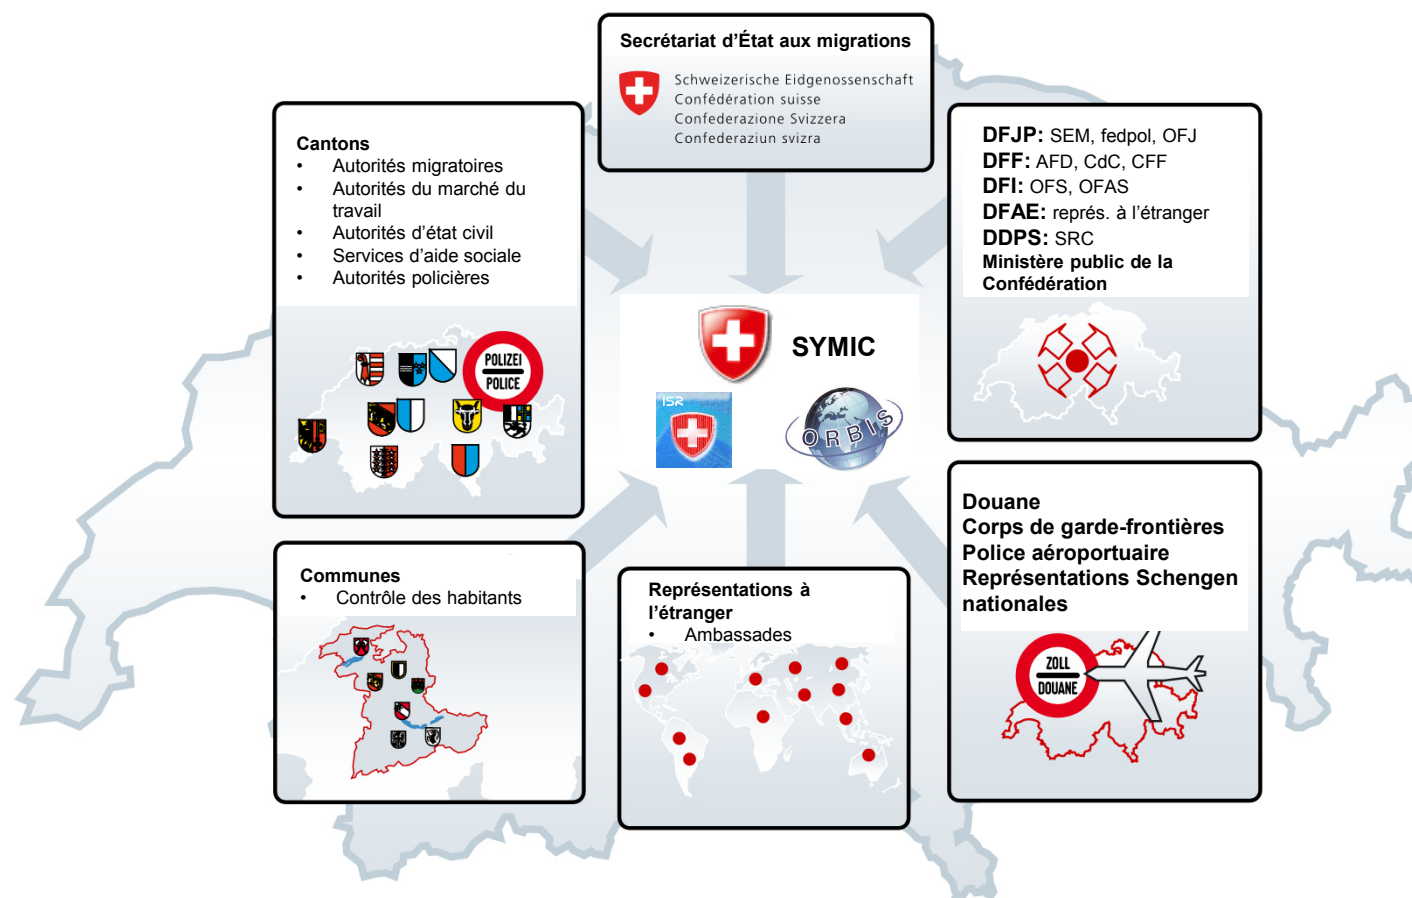 Secrétariat d’État aux migrations
Schweizerische Eidgenossenschaft
Confédération suisse
Confederazione Svizzera
Confederaziun svizra
Cantons
• Autorités migratoires
• Autorités du marché du
travail
• Autorités d’état civil
• Services d’aide sociale
• Autorités policières
POLIZEI
POLICE
DFJP: SEM, fedpol, OFJ
DFF: AFD, CdC, CFF
DFI: OFS, OFAS
DFAE: représ. à l’étranger
DDPS: SRC
Ministère public de la
Confédération
SYMIC
ISR
ORBIS
Communes
• Contrôle des habitants
Représentations à
l’étranger
• Ambassades
Douane
Corps de garde-frontières
Police aéroportuaire
Représentations Schengen
nationales
ZOLL
DOUANE